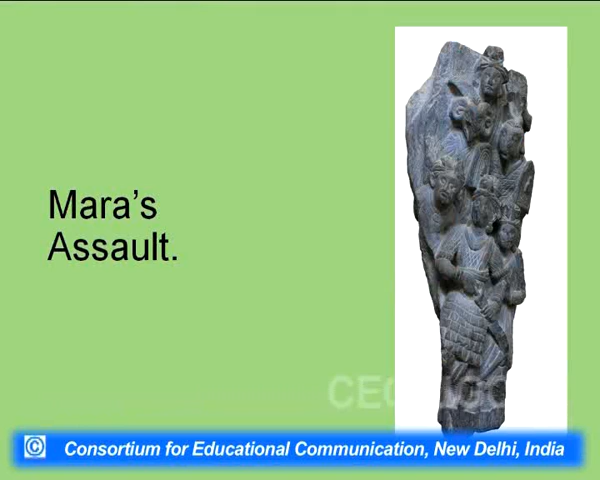 Mara's
Assault.
© Consortium for Educational Communication, New Delhi, India